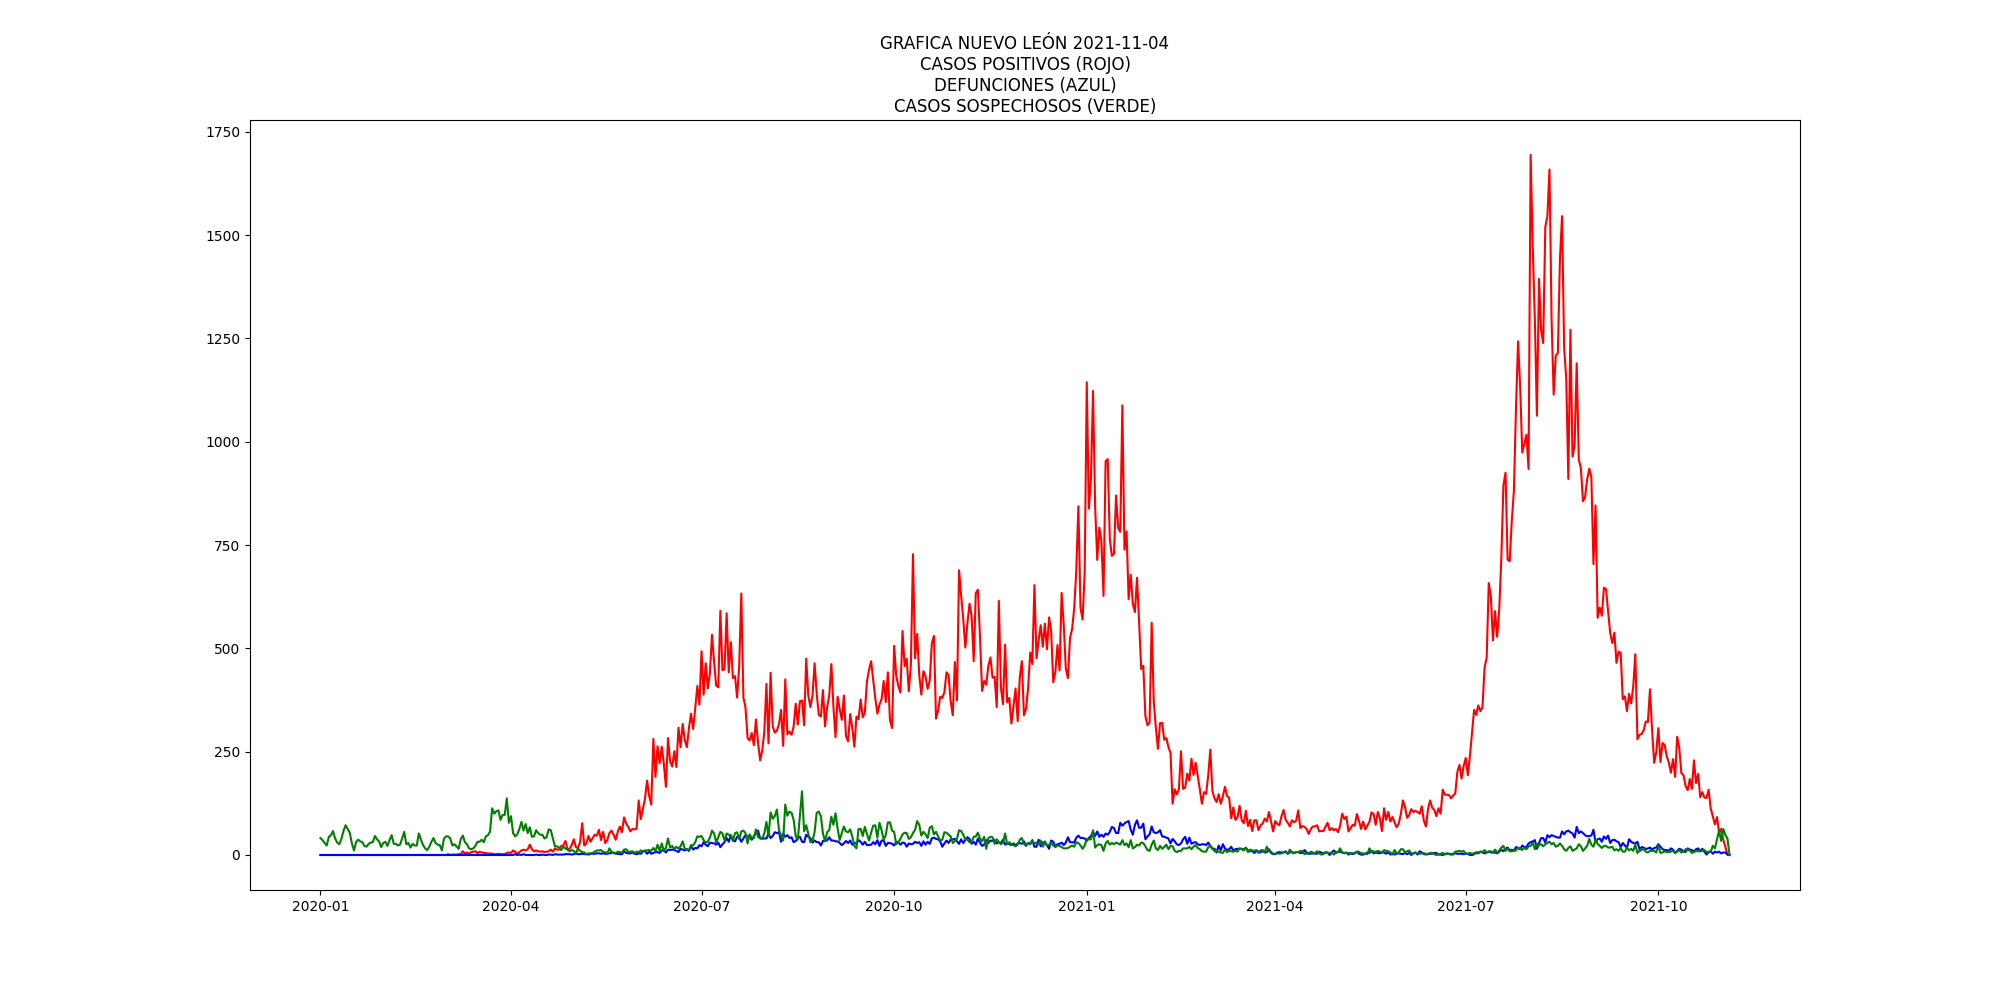 GRAFICA NUEVO LEÓN 2021-11-04
CASOS POSITIVOS (ROJO)
DEFUNCIONES (AZUL)
CASOS SOSPECHOSOS (VERDE)
1750
1500
1250
1000
750
500
250
0
2020-01 2020-04 2020-07 2020-10 2021-01 2021-04 2021-07 2021-10